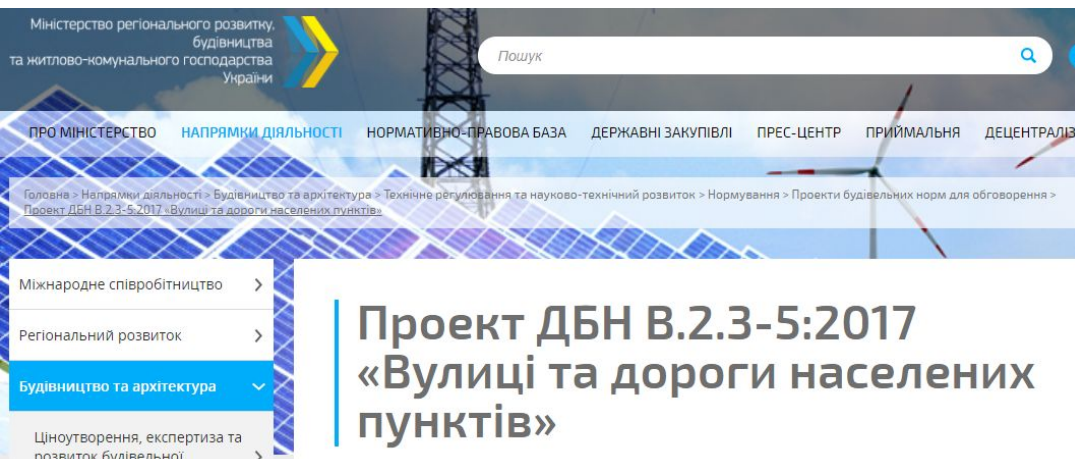 Міністерство регіонального розвитку,
будівництва
та житлово-комунального господарства
України
Пошук
ПРО МІНІСТЕРСТВО НАПРЯМКИ ДІЯЛЬНОСТІ НОРМАТИВНО-ПРАВОВА БАЗА ДЕРЖАВНІ ЗАКУПІВЛІ ПРЕС-ЦЕНТР ПРИЙМАЛЬНЯ ДЕЦЕНТРАЛІЗ
Головна > Напрямки діяльності > Будівництво та архітектура > Технічне регулювання та науково-технічний розвиток > Нормування > Проекти будівельних норм для обговорення >
Проект ДБН В.2.3-5:2017 «Вулиці та дороги населених пунктів»
Міжнародне співробітництво
Регіональний розвиток
Будівництво та архітектура
Ціноутворення, експертиза та
розвиток будівельної
Проект ДБН В.2.3-5:2017
«Вулиці та дороги населених
пунктів»